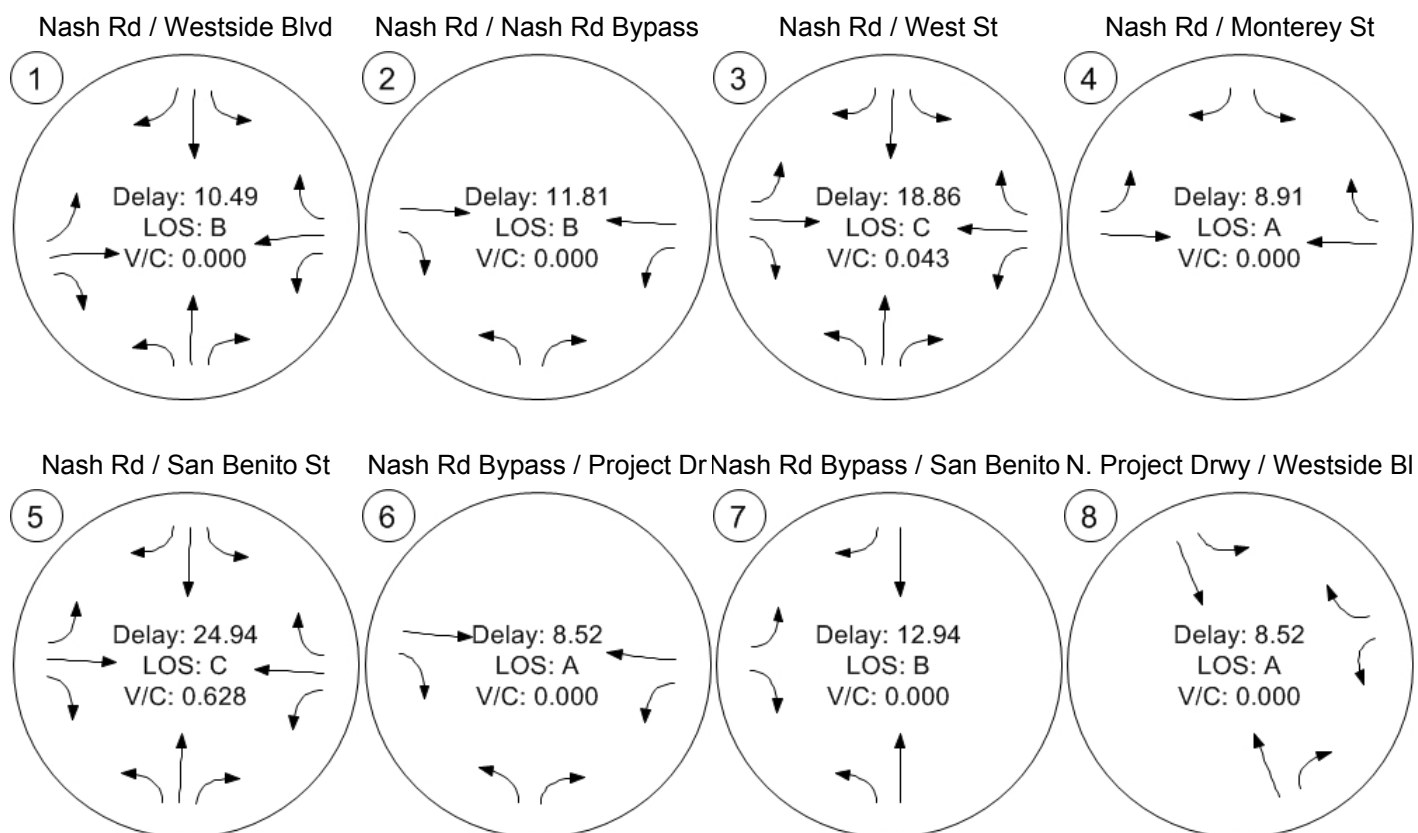 Nash Rd / Westside Blvd
1
Delay: 10.49
LOS: B
V/C: 0.000
Nash Rd / Nash Rd Bypass
2
Delay: 11.81
LOS: B
V/C: 0.000
Nash Rd / West St
3
Delay: 18.86
LOS: C
V/C: 0.043
Nash Rd / Monterey St
4
Delay: 8.91
LOS: A
V/C: 0.000
Nash Rd / San Benito St
5
Delay: 24.94
LOS: C
V/C: 0.628
Nash Rd Bypass / Project Dr
6
Delay: 8.52
LOS: A
V/C: 0.000
Nash Rd Bypass / San Benito
7
Delay: 12.94
LOS: B
V/C: 0.000
N. Project Drwy / Westside Bl
8
Delay: 8.52
LOS: A
V/C: 0.000